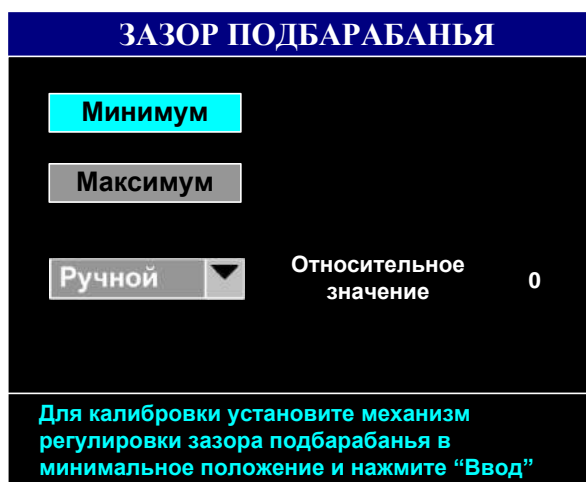 ЗАЗОР ПОДБАРАБАНЬЯ
Минимум
Максимум
Ручной
Относительное
значение
0
Для калибровки установите механизм
регулировки зазора подбарабанья в
минимальное положение и нажмите “Ввод”